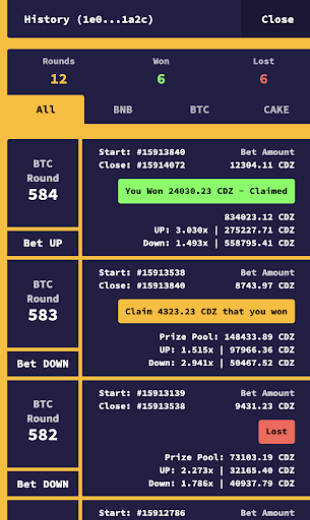 History (1e0...1a2c)
Close
Rounds
Won
Lost
12
6
6
All
BNB
BTC
CAKE
BTC
Round
584
Bet UP
Start: #15913840
Bet Amount
Close: #15914072
12304.11 CDZ
You Won 24030.23 CDZ - Claimed
834023.12 CDZ
UP: 3.030x | 275227.71 CDZ
Down: 1.493x | 558795.41 CDZ
BTC
Round
583
Bet DOWN
Start: #15913538
Bet Amount
Close: #15913840
8743.97 CDZ
Claim 4323.23 CDZ that you won
Prize Pool: 148433.89 CDZ
UP: 1.515x | 97966.36 CDZ
Down: 2.941x | 50467.52 CDZ
BTC
Round
582
Bet DOWN
Start: #15913139
Bet Amount
Close: #15913538
9431.23 CDZ
Lost
Prize Pool: 73103.19 CDZ
UP: 2.273x | 32165.40 CDZ
Down: 1.786x | 40937.79 CDZ
Start: #15912786
Bet Amount